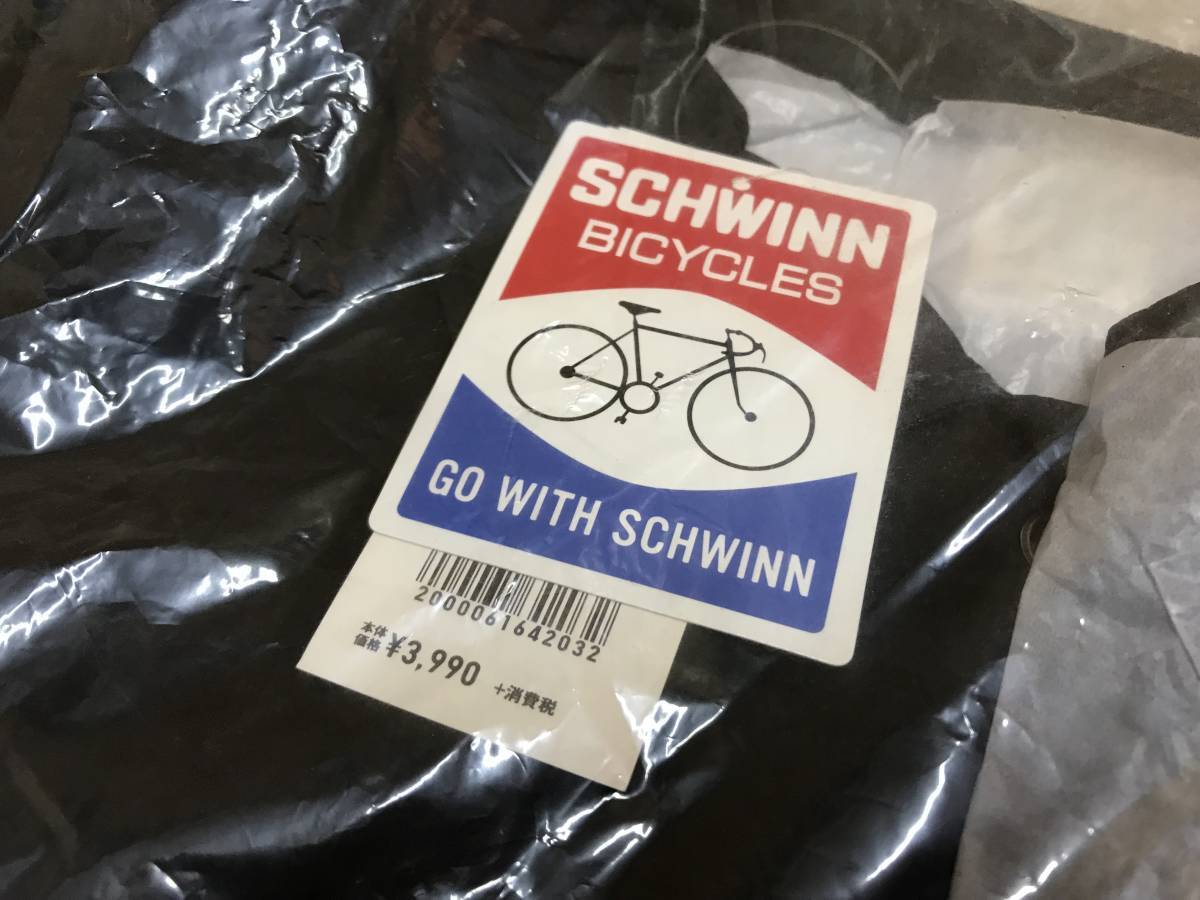 SCHWINN
BICYCLES
GO WITH SCHWINN
2000061642032
本体
価格 ¥3,990 +消費税